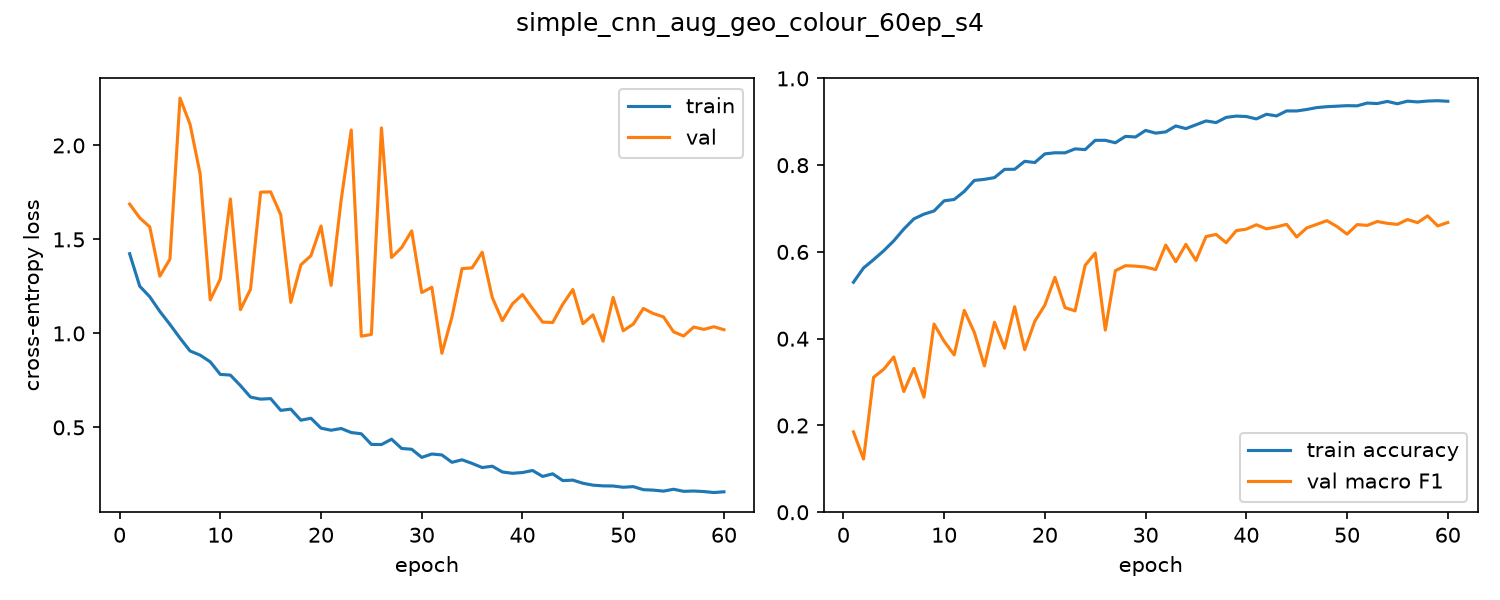 simple_cnn_aug_geo_colour_60ep_s4
cross-entropy loss
2.0
1.5
1.0
0.5
train
val
0 10 20 30 40 50 60
epoch
1.0
0.8
0.6
0.4
0.2
0.0
train accuracy
val macro F1
0 10 20 30 40 50 60
epoch